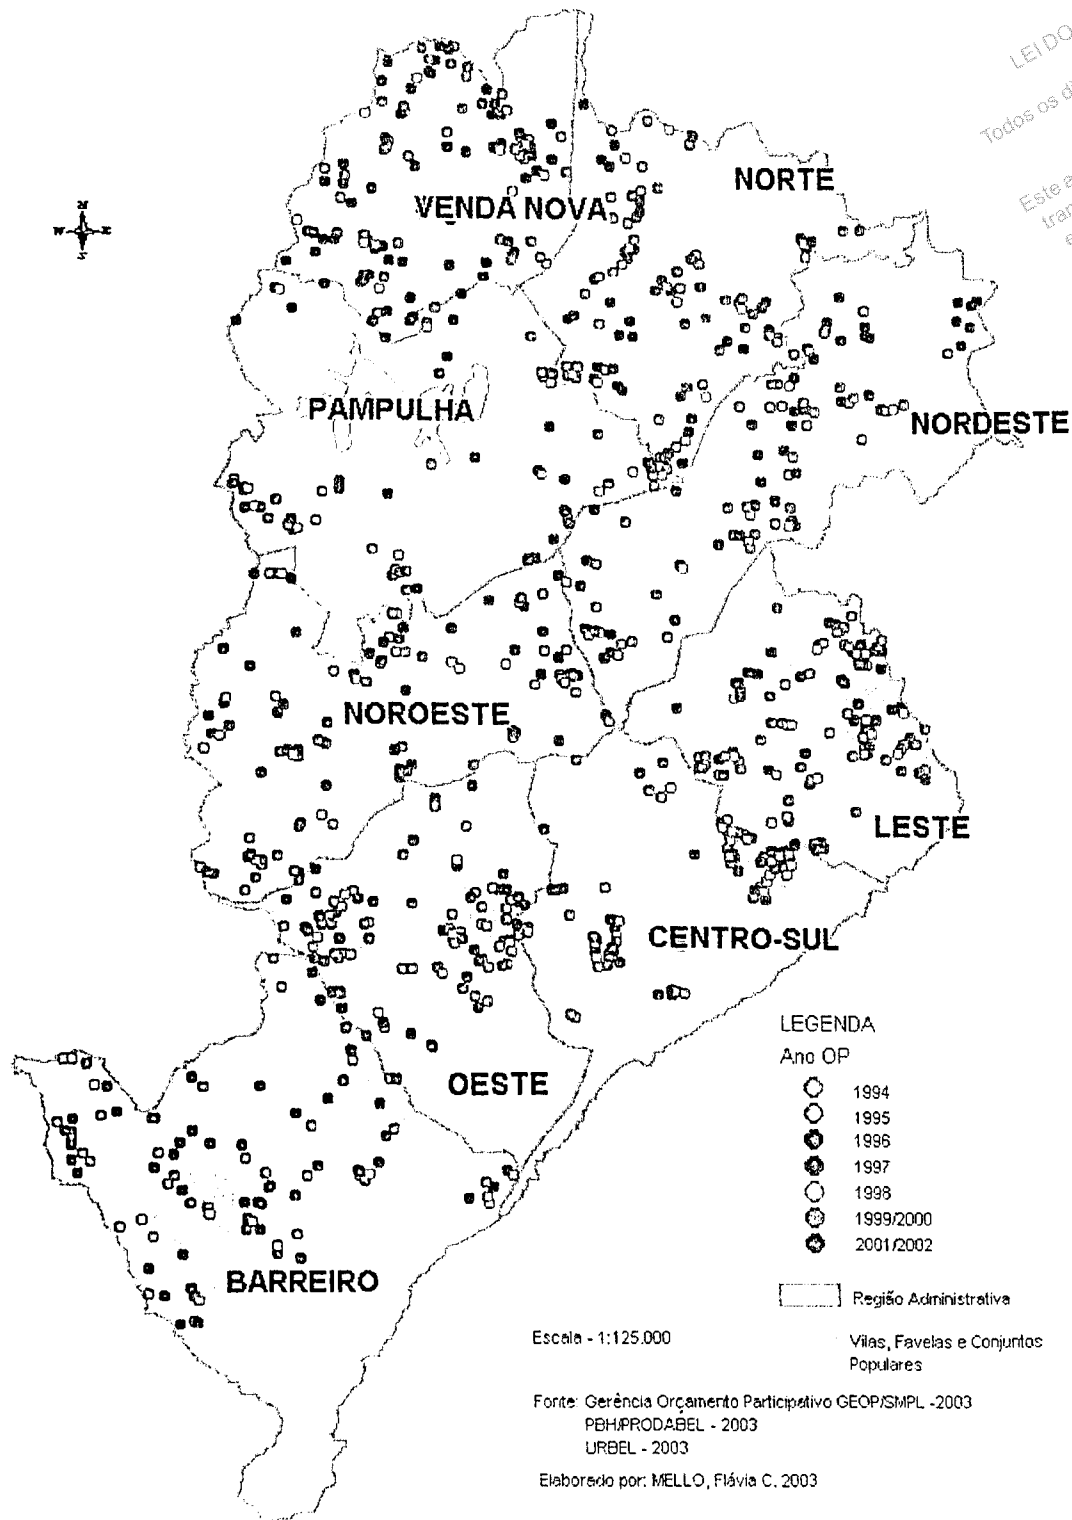 LEI DO
Todos os di
Este a
VENDA NOVA
NORTE
PAMPULHA
NORDESTE
NOROESTE
LESTE
CENTRO-SUL
OESTE
BARREIRO
LEGENDA
Ano OP
1994
1995
1996
1997
1998
1999/2000
2001/2002
Região Administrativa
Escala - 1:125.000
Vilas, Favelas e Conjuntos
Populares
Fonte: Gerência Orçamento Participativo GEOP/SMPL -2003
PBH/PRODABEL - 2003
URBEL - 2003
Elaborado por: MELLO, Flávia C. 2003